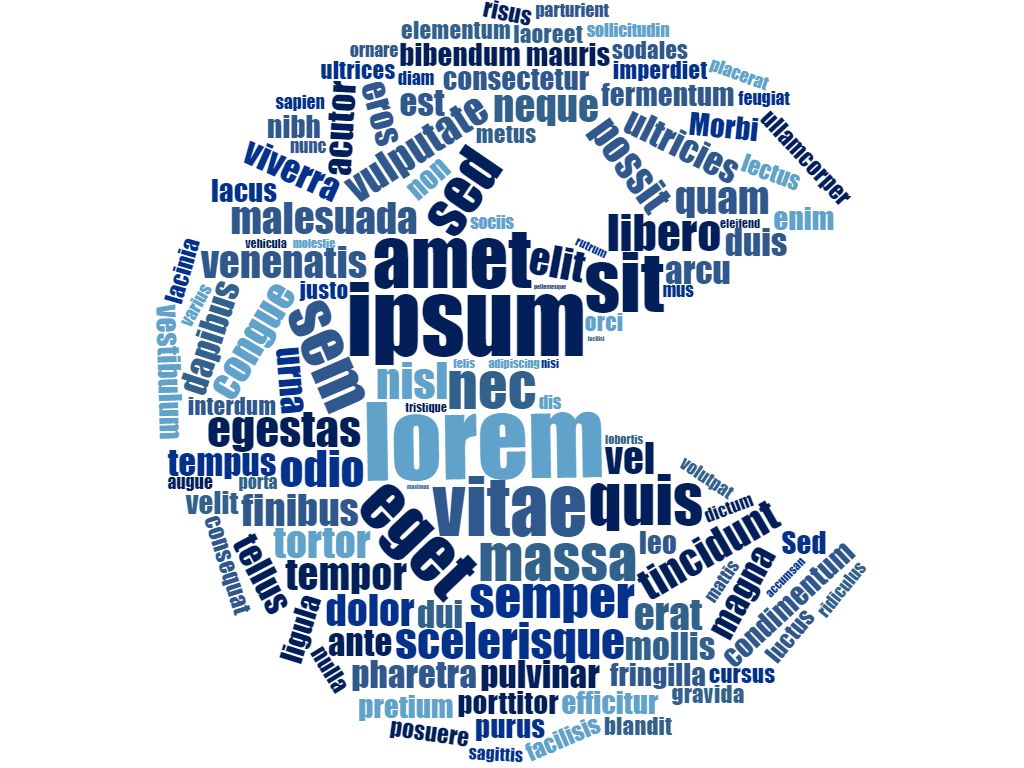 risus
parturient
elementum
laoreet
sollicitudin
ornare
bibendum
mauris
sodales
ultrices
diam
consectetur
imperdiet
placerat
sapien
acutor
eros
est
neque
fermentum
feugiat
nibh
nunc
vulputate
metus
possit
ultricies
Morbi
ullamcorper
viverra
non
sed
lectus
lacus
quam
malesuada
sociis
libero
eleifend
enim
vehicula
molestie
amet
elit
rutrum
duis
lacinia
venenatis
sit
arcu
varius
dapibus
congue
justo
ipsum
pellentesque
mus
vestibulum
sem
orci
facilisi
urna
nisl
felis
adipiscing
nisi
nec
interdum
tristique
dis
egestas
lorem
lobortis
tempus
odio
vel
augue
porta
maximus
volutpat
velit
finibus
eget
vitae
quis
dictum
consequat
tellus
tortor
massa
leo
tincidunt
Sed
tempor
semper
mattis
magna
accumsan
condimentum
ridiculus
ligula
dolor
dui
erat
luctus
nulla
ante
scelerisque
mollis
pharetra
pulvinar
fringilla
cursus
pretium
porttitor
efficitur
gravida
posuere
purus
facilisis
blandit
sagittis